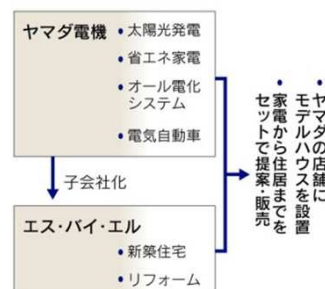 ヤマダ電機
• 太陽光発電
• 省エネ家電
• オール電化
システム
• 電気自動車
子会社化
エス・バイ・エル
• 新築住宅
• リフォーム
• ヤマダの店舗に
モデルハウスを設置
• 家電から住居までを
セットで提案・販売